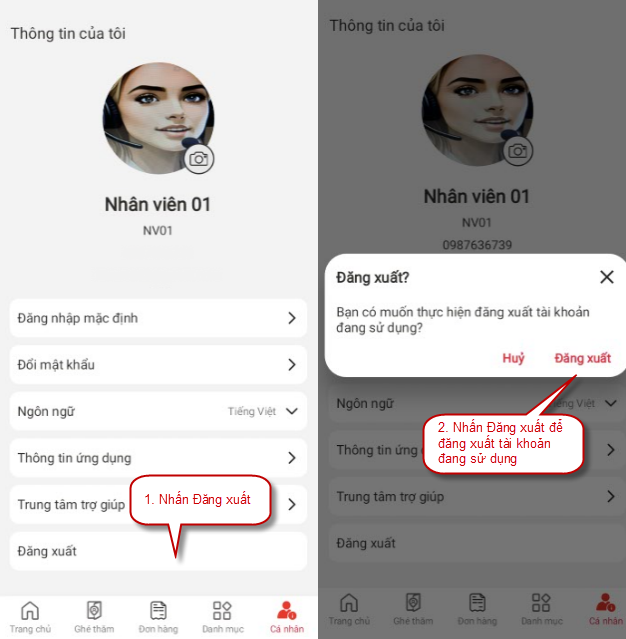 Thông tin của tôi
Nhân viên 01
NV01
Đăng nhập mặc định
Đổi mật khẩu
Ngôn ngữ
Tiếng Việt
Thông tin ứng dụng
Trung tâm trợ giúp
1. Nhấn Đăng xuất
Đăng xuất
Trang chủ
Ghé thăm
Đơn hàng
Danh mục
Cá nhân
Thông tin của tôi
Nhân viên 01
NV01
0987636739
Đăng xuất?
Bạn có muốn thực hiện đăng xuất tài khoản
đang sử dụng?
Huỷ
Đăng xuất
Ngôn ngữ
Việt
2. Nhấn Đăng xuất để
đăng xuất tài khoản
đang sử dụng
Thông tin
Trung tâm trợ giúp
Đăng xuất
Trang chủ
Ghé thăm
Đơn hàng
Danh mục
Cá nhân